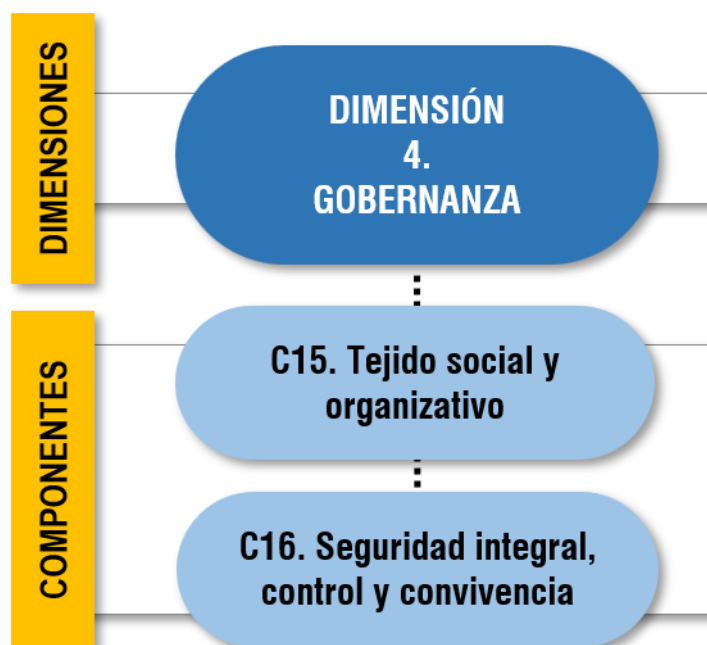 DIMENSIONES
DIMENSIÓN
4.
GOBERNANZA
COMPONENTES
C15. Tejido social y
organizativo
C16. Seguridad integral,
control y convivencia